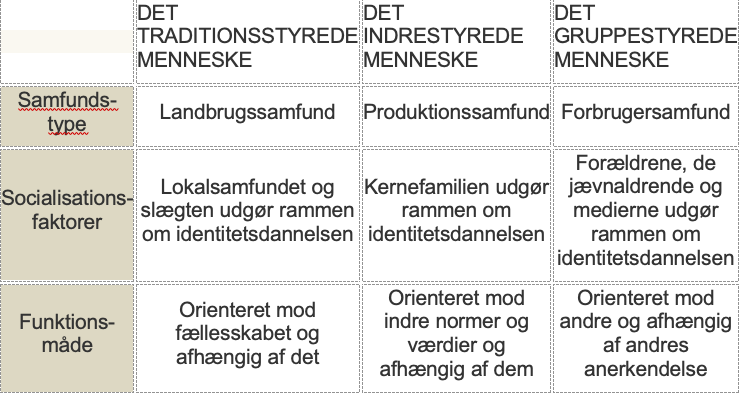 DET
TRADITIONSSTYREDE
MENNESKE
DET
INDRESTYREDE
MENNESKE
DET
GRUPPESTYREDE
MENNESKE
Samfunds-
type
Landbrugssamfund
Produktionssamfund
Forbrugersamfund
Socialisations-
faktorer
Lokalsamfundet og
slægten udgør rammen
om identitetsdannelsen
Kernefamilien udgør
rammen om
identitetsdannelsen
Forældrene, de
jævnaldrende og
medierne udgør
rammen om
identitetsdannelsen
Funktions-
måde
Orienteret mod
fællesskabet og
afhængig af det
Orienteret mod
indre normer og
værdier og
afhængig af dem
Orienteret mod
andre og afhængig
af andres
anerkendelse